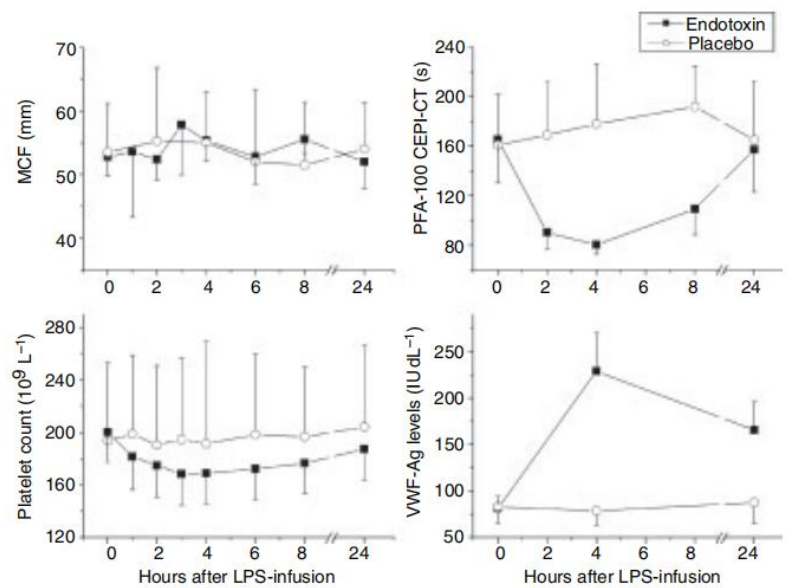 Endotoxin
Placebo
MCF (mm)
70
60
50
40
0 2 4 6 8 24
PFA-100 CEPI-CT (s)
240
200
160
120
80
0 2 4 6 8 24
Platelet count (10⁹ L⁻¹)
280
240
200
160
120
0 2 4 6 8 24
Hours after LPS-infusion
VWF-Ag levels (IU dL⁻¹)
250
200
150
100
50
0 2 4 6 8 24
Hours after LPS-infusion